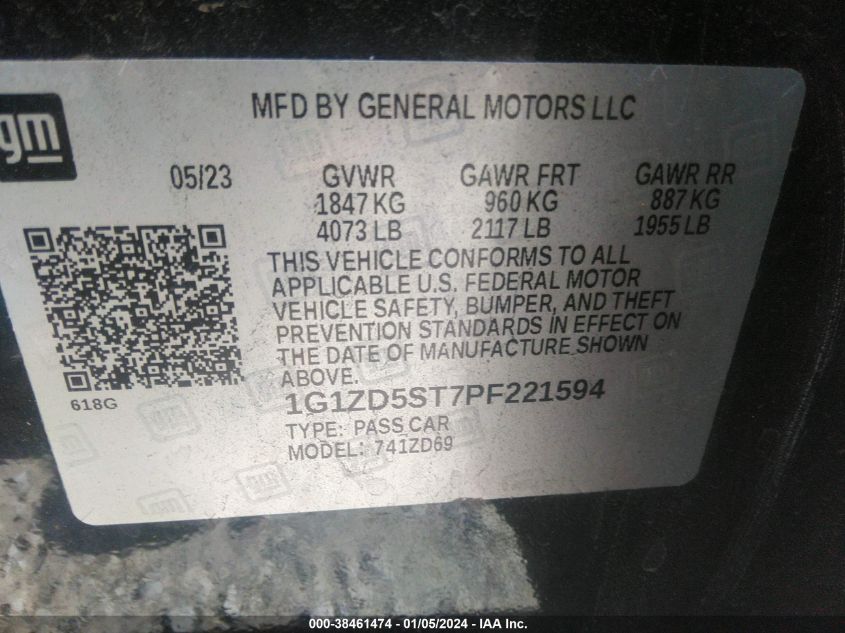 gm
MFD BY GENERAL MOTORS LLC
05/23 GVWR GAWR FRT GAWR RR
1847 KG 960 KG 887 KG
4073 LB 2117 LB 1955 LB
THIS VEHICLE CONFORMS TO ALL
APPLICABLE U.S. FEDERAL MOTOR
VEHICLE SAFETY, BUMPER, AND THEFT
PREVENTION STANDARDS IN EFFECT ON
THE DATE OF MANUFACTURE SHOWN
ABOVE.
618G
1G1ZD5ST7PF221594
TYPE: PASS CAR
MODEL: 741ZD69
000-38461474 - 01/05/2024 - IAA Inc.